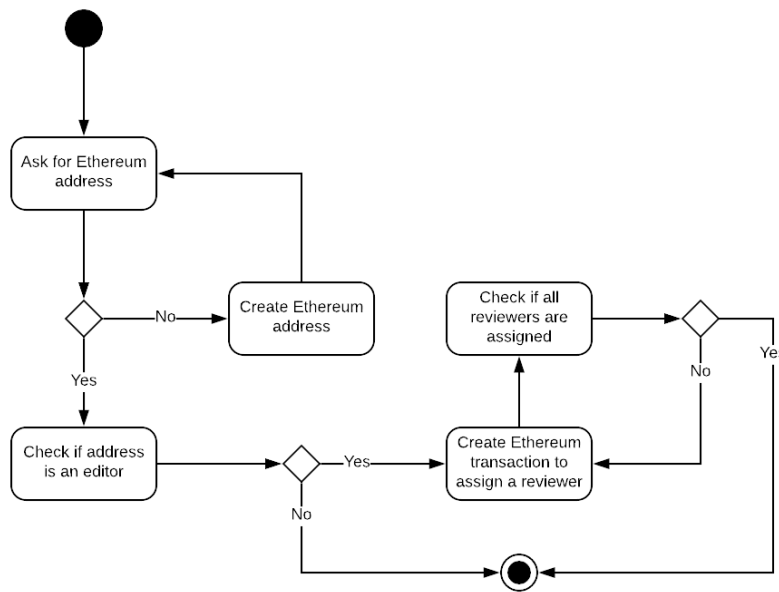 Ask for Ethereum
address
No
Create Ethereum
address
Yes
Check if address
is an editor
Yes
No
Create Ethereum
transaction to
assign a reviewer
Check if all
reviewers are
assigned
No
Yes